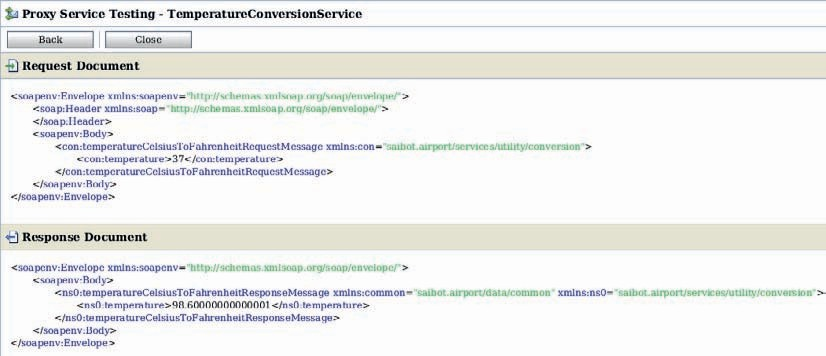 Proxy Service Testing - TemperatureConversionService
Back Close
Request Document
<soapenv:Envelope xmlns:soapenv="http://schemas.xmlsoap.org/soap/envelope/">
<soap:Header xmlns:soap="http://schemas.xmlsoap.org/soap/envelope/">
</soap:Header>
<soapenv:Body>
<con:temperatureCelsiusToFahrenheitRequestMessage xmlns:con="saibot.airport/services/utility/conversion">
<con:temperature>37</con:temperature>
</con:temperatureCelsiusToFahrenheitRequestMessage>
</soapenv:Body>
</soapenv:Envelope>
Response Document
<soapenv:Envelope xmlns:soapenv="http://schemas.xmlsoap.org/soap/envelope/">
<soapenv:Body>
<ns0:temperatureCelsiusToFahrenheitResponseMessage xmlns:common="saibot.airport/data/common" xmlns:ns0="saibot.airport/services/utility/conversion">
<ns0:temperature>98.60000000000001</ns0:temperature>
</ns0:temperatureCelsiusToFahrenheitResponseMessage>
</soapenv:Body>
</soapenv:Envelope>